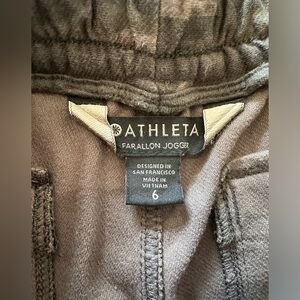 ATHLETA
FARALLON JOGGER
DESIGNED IN
SAN FRANCISCO
MADE IN
VIETNAM
6